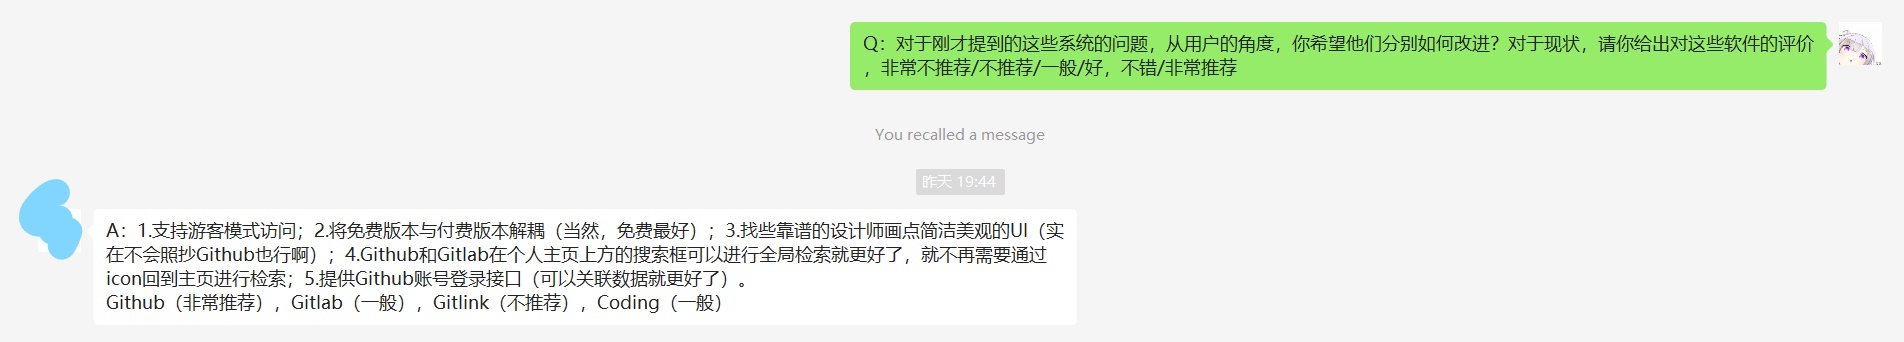 Q：对于刚才提到的这些系统的问题，从用户的角度，你希望他们分别如何改进？对于现状，请你给出对这些软件的评价
，非常不推荐/不推荐/一般/好，不错/非常推荐
You recalled a message
昨天 19:44
A：1.支持游客模式访问；2.将免费版本与付费版本解耦（当然，免费最好）；3.找些靠谱的设计师画点简洁美观的UI（实
在不会照抄Github也行啊）；4.Github和Gitlab在个人主页上方的搜索框可以进行全局检索就更好了，就不再需要通过
icon回到主页进行检索；5.提供Github账号登录接口（可以关联数据就更好了）。
Github（非常推荐），Gitlab（一般），Gitlink（不推荐），Coding（一般）